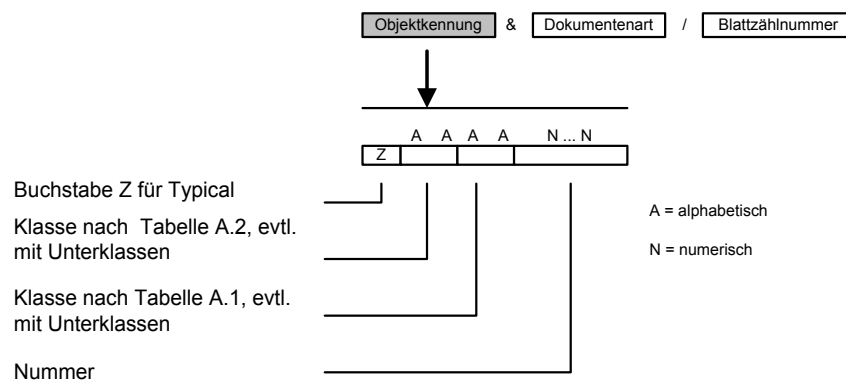 Objektkennung & Dokumentenart / Blattzählnummer
A A A A N ... N
Z
Buchstabe Z für Typical
Klasse nach Tabelle A.2, evtl.
mit Unterklassen
Klasse nach Tabelle A.1, evtl.
mit Unterklassen
Nummer
A = alphabetisch
N = numerisch